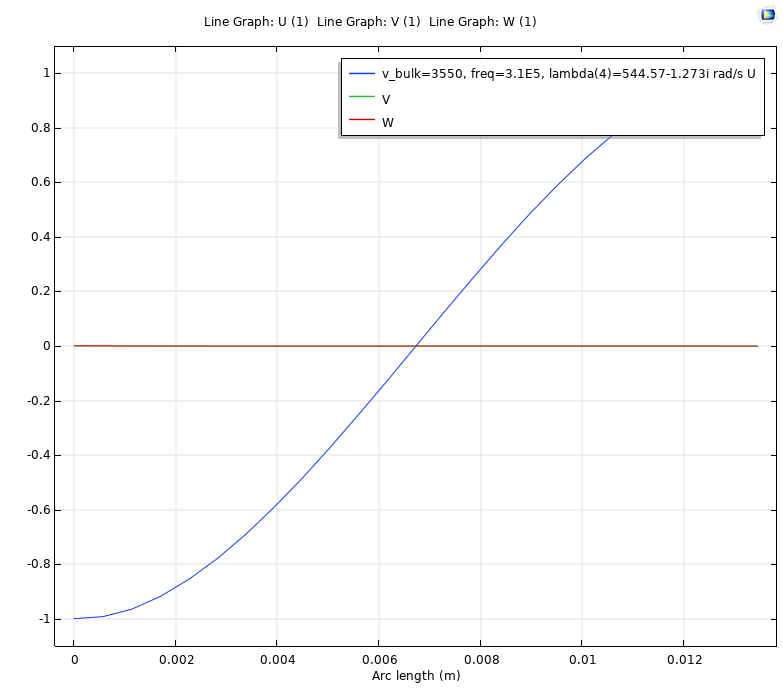 Line Graph: U (1) Line Graph: V (1) Line Graph: W (1)
v_bulk=3550, freq=3.1E5, lambda(4)=544.57-1.273i rad/s U
V
W
1
0.8
0.6
0.4
0.2
0
-0.2
-0.4
-0.6
-0.8
-1
0 0.002 0.004 0.006 0.008 0.01 0.012
Arc length (m)